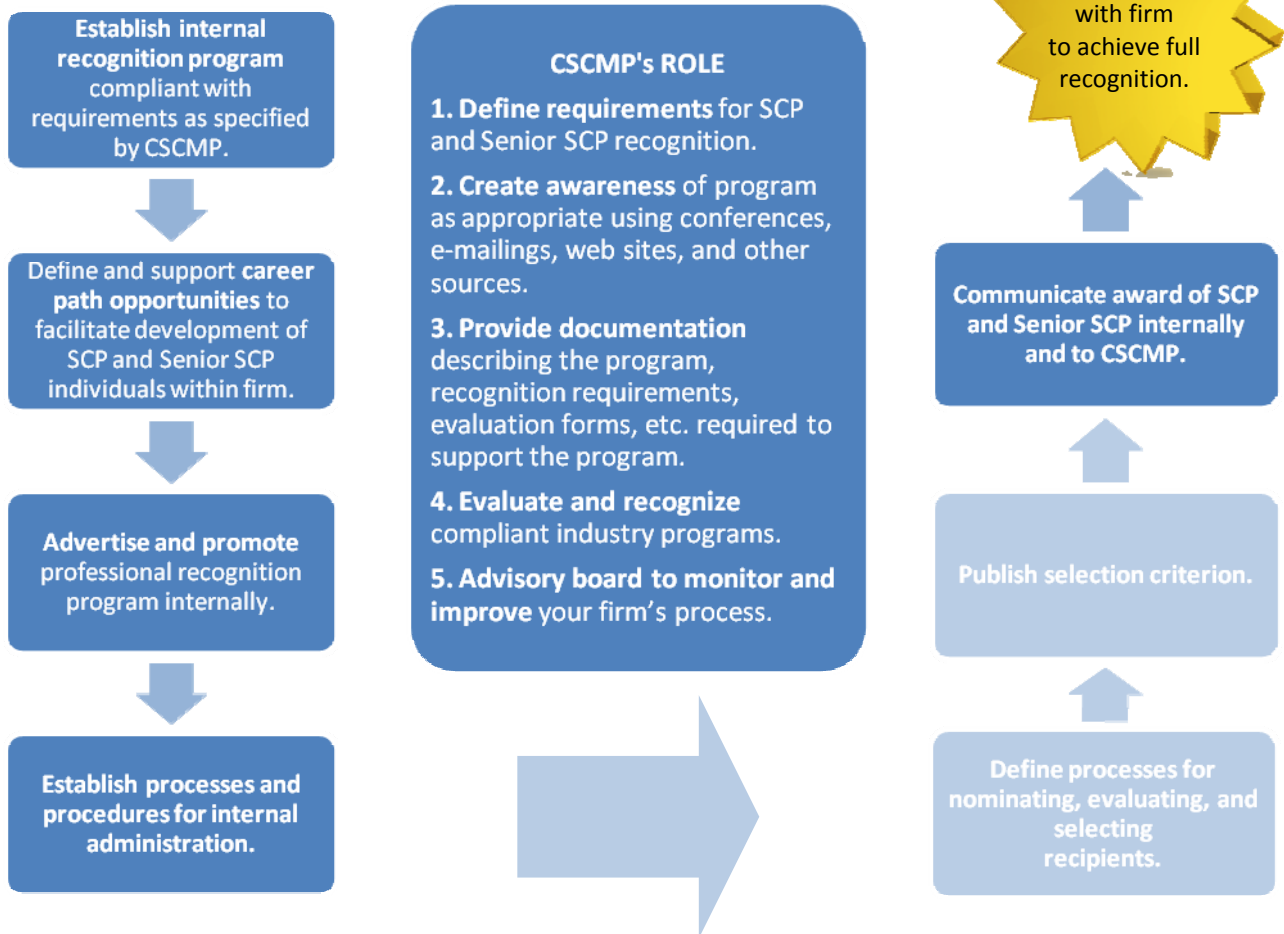 Establish internal
recognition program
compliant with
requirements as specified
by CSCMP.
Define and support career
path opportunities to
facilitate development of
SCP and Senior SCP
individuals within firm.
Advertise and promote
professional recognition
program internally.
Establish processes and
procedures for internal
administration.
CSCMP's ROLE
1. Define requirements for SCP
and Senior SCP recognition.
2. Create awareness of program
as appropriate using conferences,
e-mailings, web sites, and other
sources.
3. Provide documentation
describing the program,
recognition requirements,
evaluation forms, etc. required to
support the program.
4. Evaluate and recognize
compliant industry programs.
5. Advisory board to monitor and
improve your firm’s process.
with firm
to achieve full
recognition.
Communicate award of SCP
and Senior SCP internally
and to CSCMP.
Publish selection criterion.
Define processes for
nominating, evaluating, and
selecting
recipients.